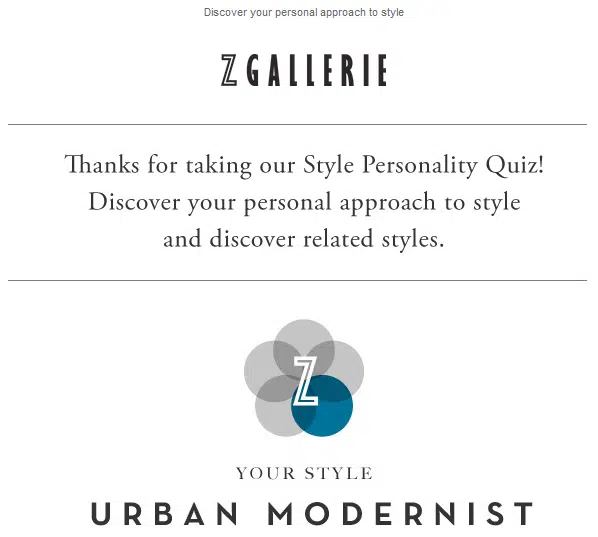 Discover your personal approach to style
Z GALLERIE
Thanks for taking our Style Personality Quiz!
Discover your personal approach to style
and discover related styles.
Z
YOUR STYLE
URBAN MODERNIST